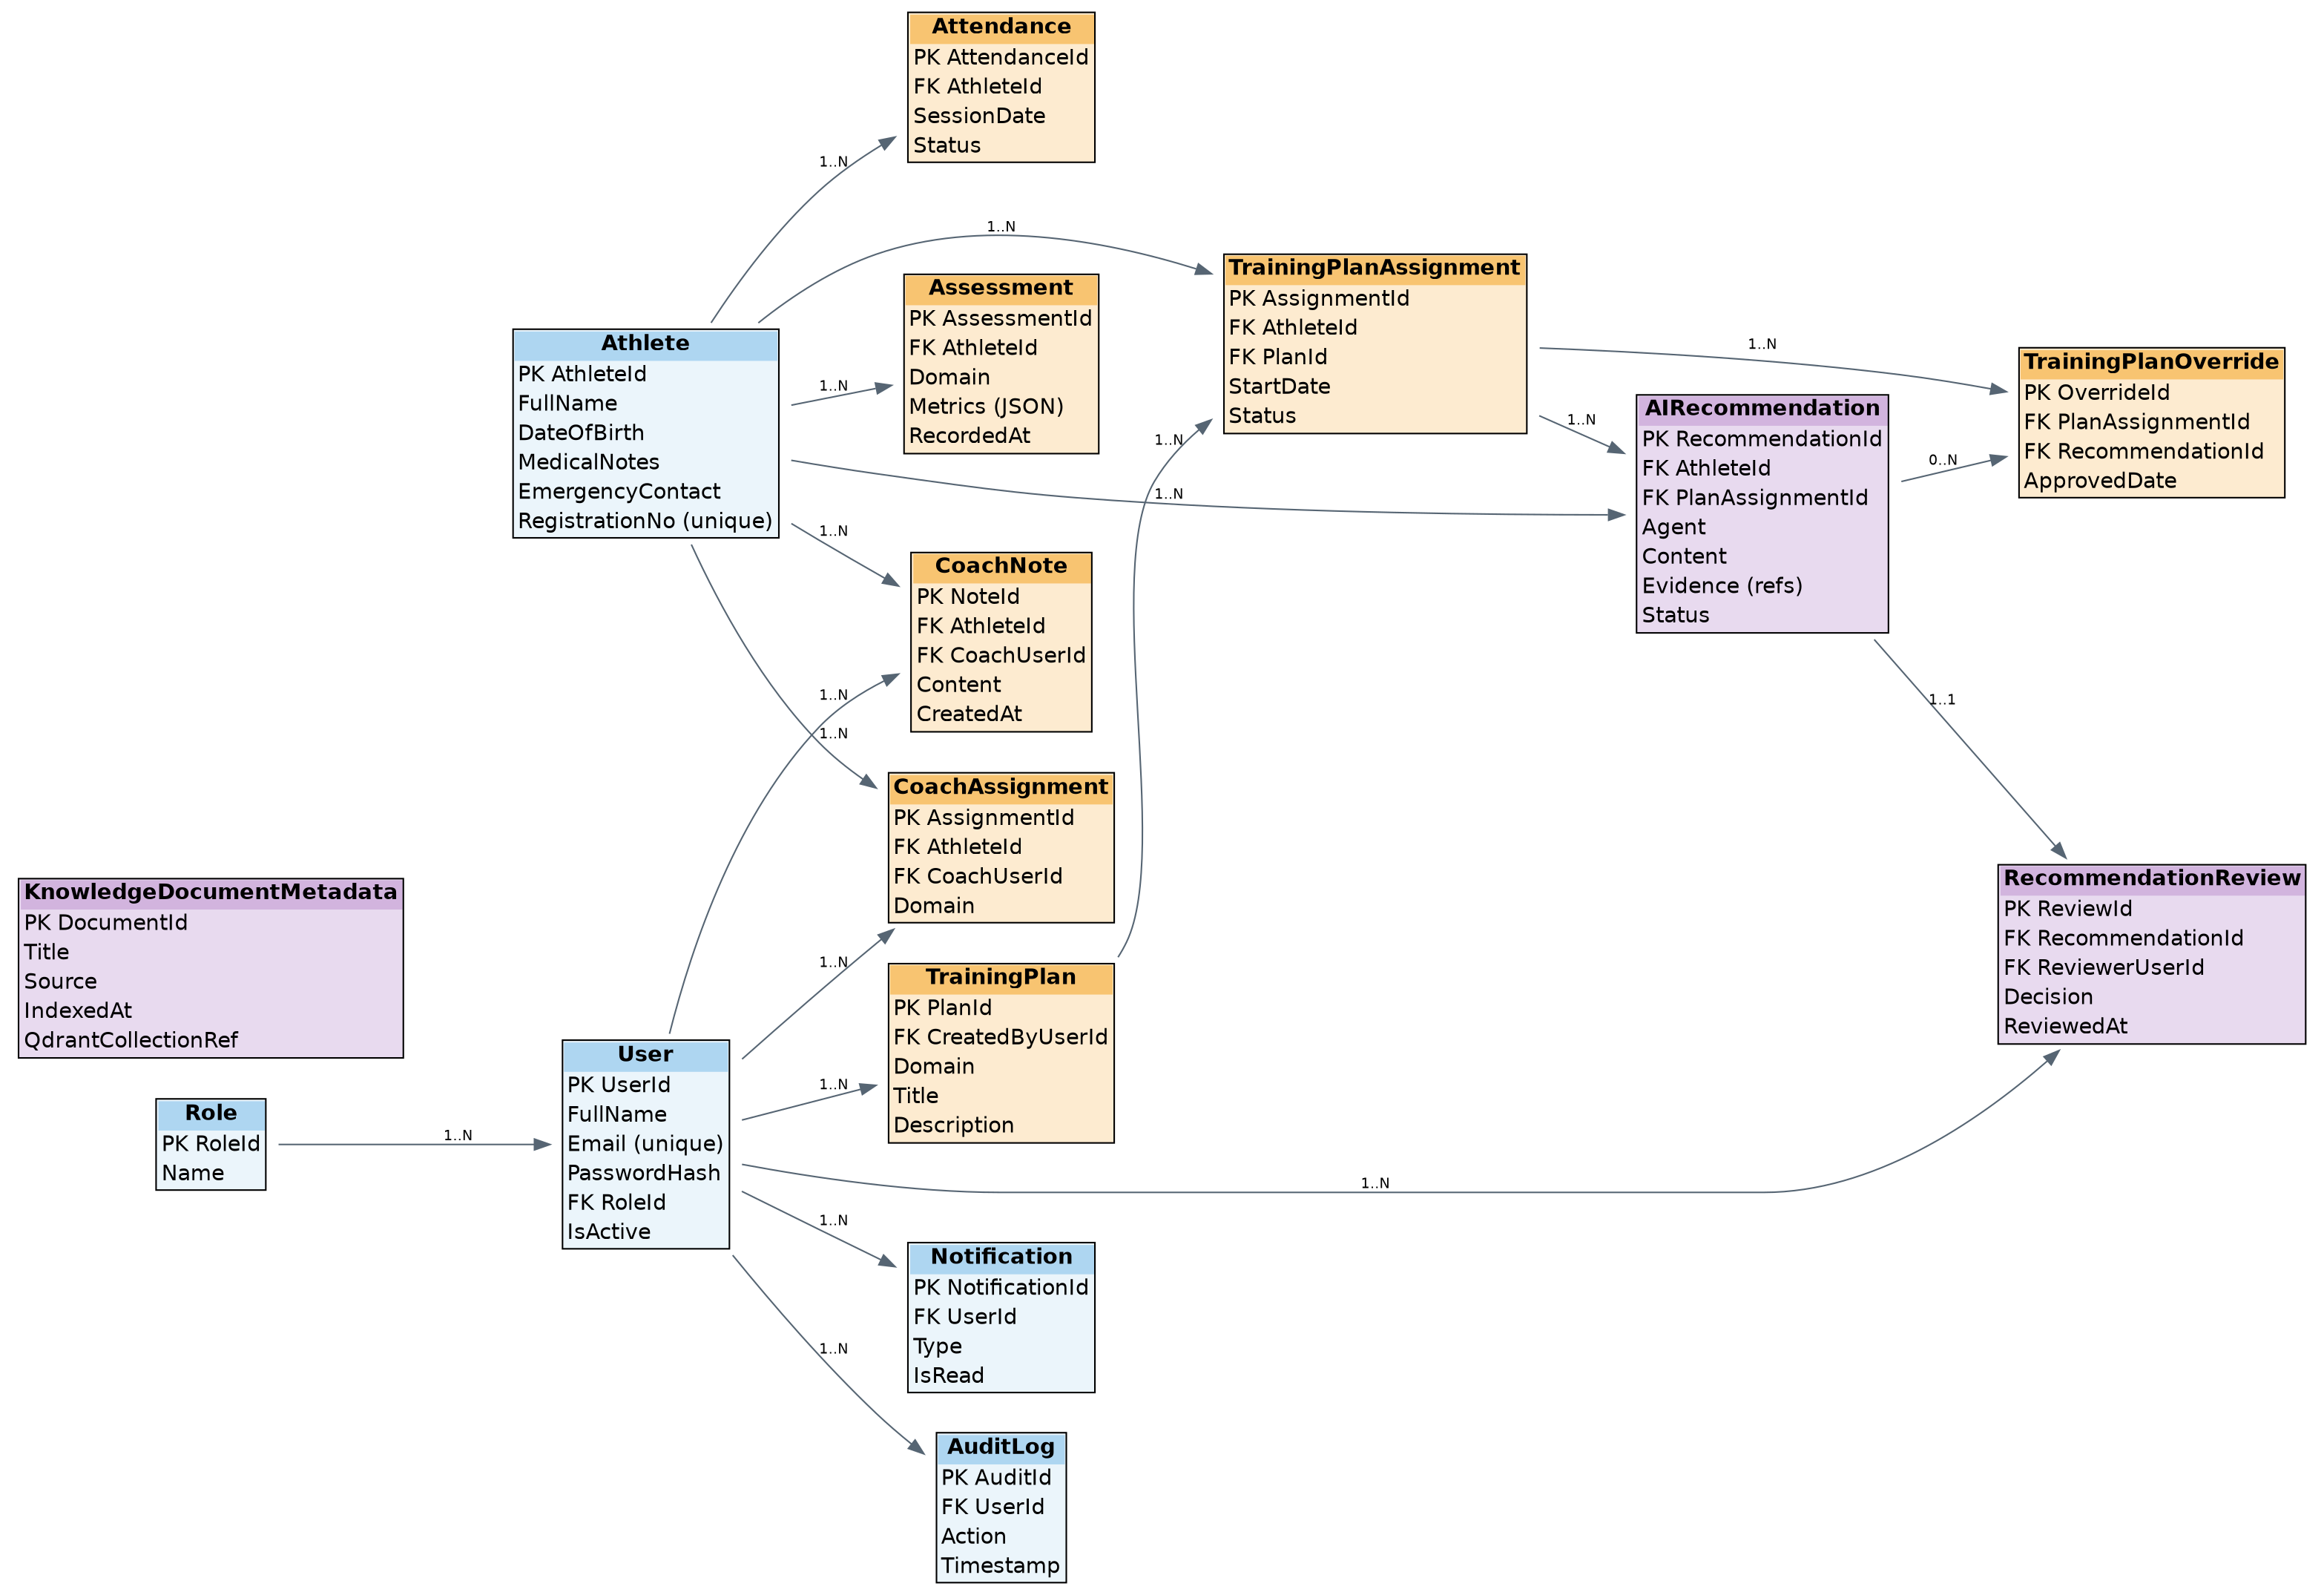 Attendance
PK AttendanceId
FK AthleteId
SessionDate
Status
1..N
1..N
Athlete
PK AthleteId
FullName
DateOfBirth
MedicalNotes
EmergencyContact
RegistrationNo (unique)
1..N
1..N
1..N
1..N
Assessment
PK AssessmentId
FK AthleteId
Domain
Metrics (JSON)
RecordedAt
TrainingPlanAssignment
PK AssignmentId
FK AthleteId
FK PlanId
StartDate
Status
1..N
1..N
1..N
TrainingPlanOverride
PK OverrideId
FK PlanAssignmentId
FK RecommendationId
ApprovedDate
AIRecommendation
PK RecommendationId
FK AthleteId
FK PlanAssignmentId
Agent
Content
Evidence (refs)
Status
0..N
1..1
CoachNote
PK NoteId
FK AthleteId
FK CoachUserId
Content
CreatedAt
1..N
CoachAssignment
PK AssignmentId
FK AthleteId
FK CoachUserId
Domain
1..N
KnowledgeDocumentMetadata
PK DocumentId
Title
Source
IndexedAt
QdrantCollectionRef
TrainingPlan
PK PlanId
FK CreatedByUserId
Domain
Title
Description
RecommendationReview
PK ReviewId
FK RecommendationId
FK ReviewerUserId
Decision
ReviewedAt
Role
PK RoleId
Name
1..N
User
PK UserId
FullName
Email (unique)
PasswordHash
FK RoleId
IsActive
1..N
1..N
1..N
1..N
Notification
PK NotificationId
FK UserId
Type
IsRead
AuditLog
PK AuditId
FK UserId
Action
Timestamp